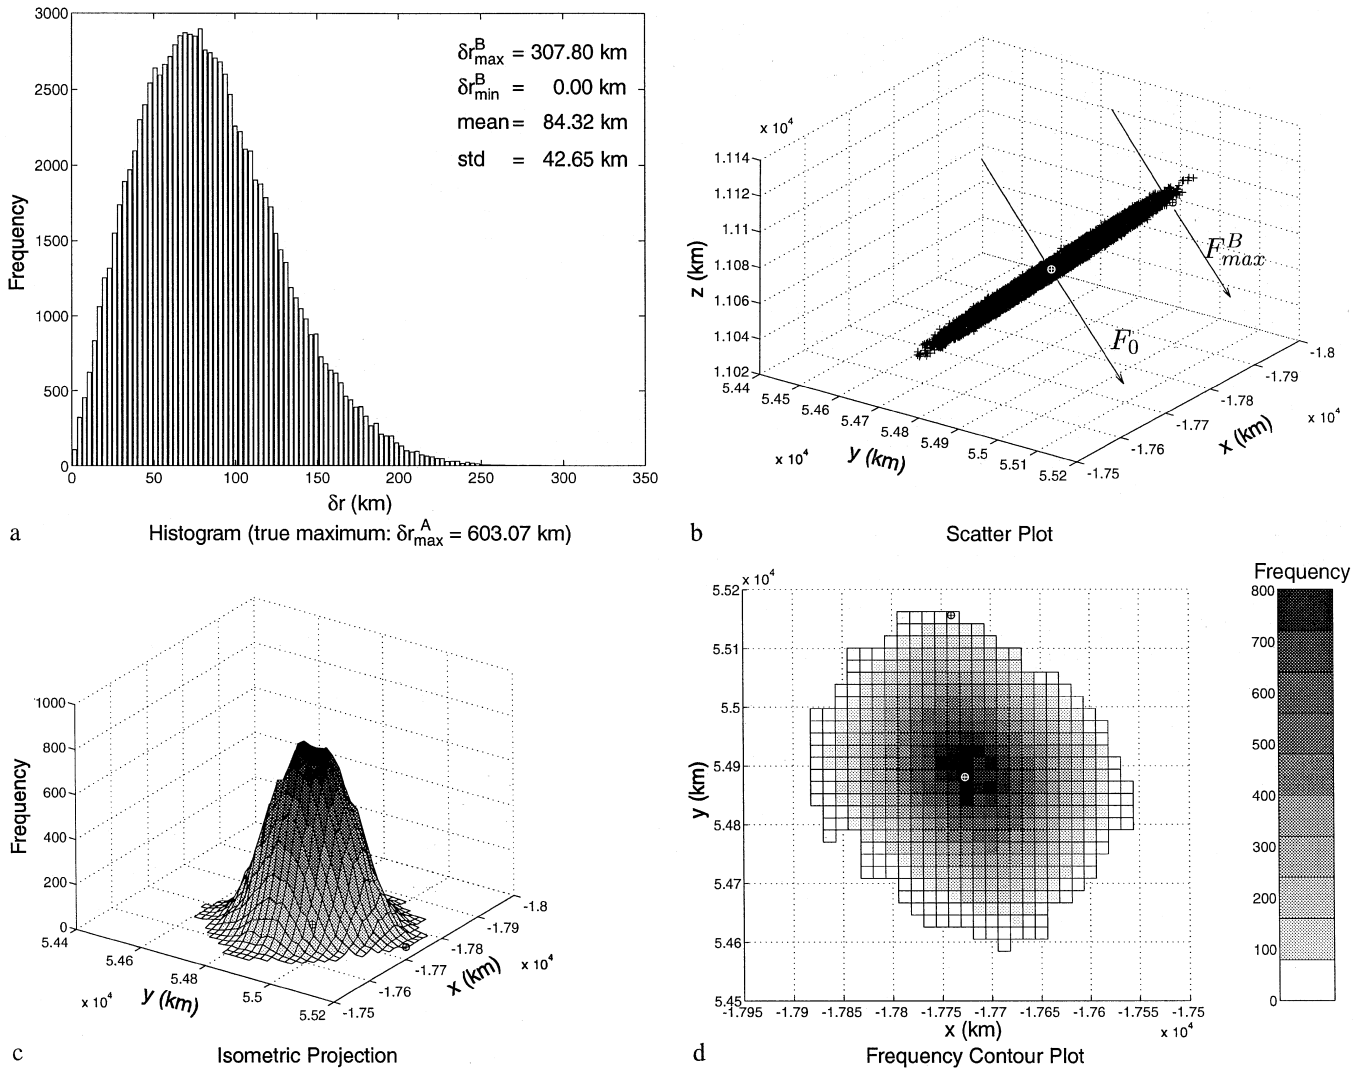 3000
2500
2000
1500
1000
500
0
Frequency
δr^B_max = 307.80 km
δr^B_min = 0.00 km
mean= 84.32 km
std = 42.65 km
0 50 100 150 200 250 300 350
δr (km)
a Histogram (true maximum: δr^A_max = 603.07 km)
x 10^4
1.114
1.112
1.11
1.108
1.106
1.104
1.102
z (km)
F^B_max
F_0
5.44
5.45
5.46
5.47
5.48
5.49
5.5
5.51
5.52
x 10^4
y (km)
-1.8
-1.79
-1.78
-1.77
-1.76
-1.75
x (km)
x 10^4
b Scatter Plot
1000
800
600
400
200
0
Frequency
5.44
5.46
5.48
5.5
5.52
x 10^4
y (km)
-1.8
-1.79
-1.78
-1.77
-1.76
-1.75
x (km)
x 10^4
c Isometric Projection
x 10^4
5.52
5.51
5.5
5.49
5.48
5.47
5.46
5.45
y (km)
-1.795 -1.79 -1.785 -1.78 -1.775 -1.77 -1.765 -1.76 -1.755 -1.75
x (km)
x 10^4
Frequency
800
700
600
500
400
300
200
100
0
d Frequency Contour Plot